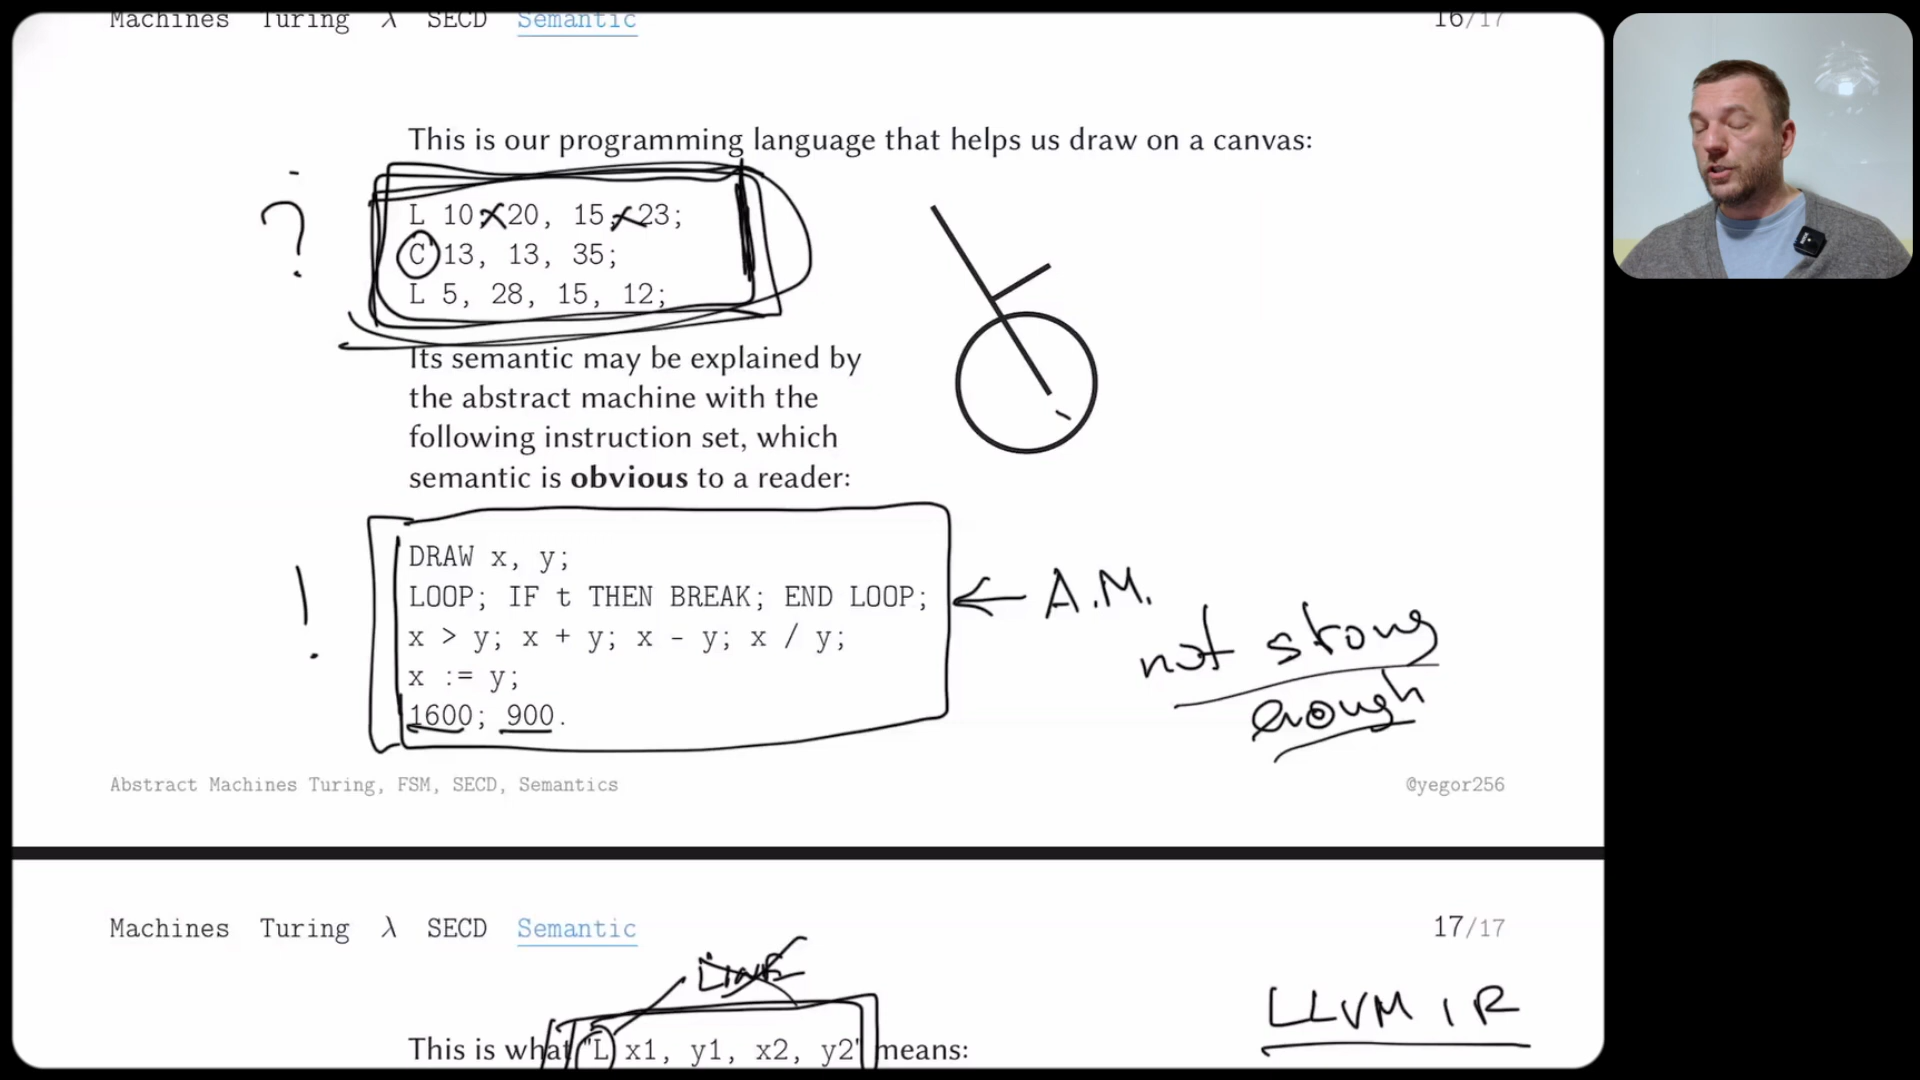 Machines Turing λ SECD Semantic 16/17
This is our programming language that helps us draw on a canvas:
?
L 10, 20, 15, 23;
C 13, 13, 35;
L 5, 28, 15, 12;
Its semantic may be explained by
the abstract machine with the
following instruction set, which
semantic is obvious to a reader:
!
DRAW x, y;
LOOP; IF t THEN BREAK; END LOOP;
x > y; x + y; x - y; x / y;
x := y;
1600; 900.
← A.M.
not strong
enough
Abstract Machines Turing, FSM, SECD, Semantics @yegor256
Machines Turing λ SECD Semantic 17/17
LLVM IR
This is what "L x1, y1, x2, y2" means: